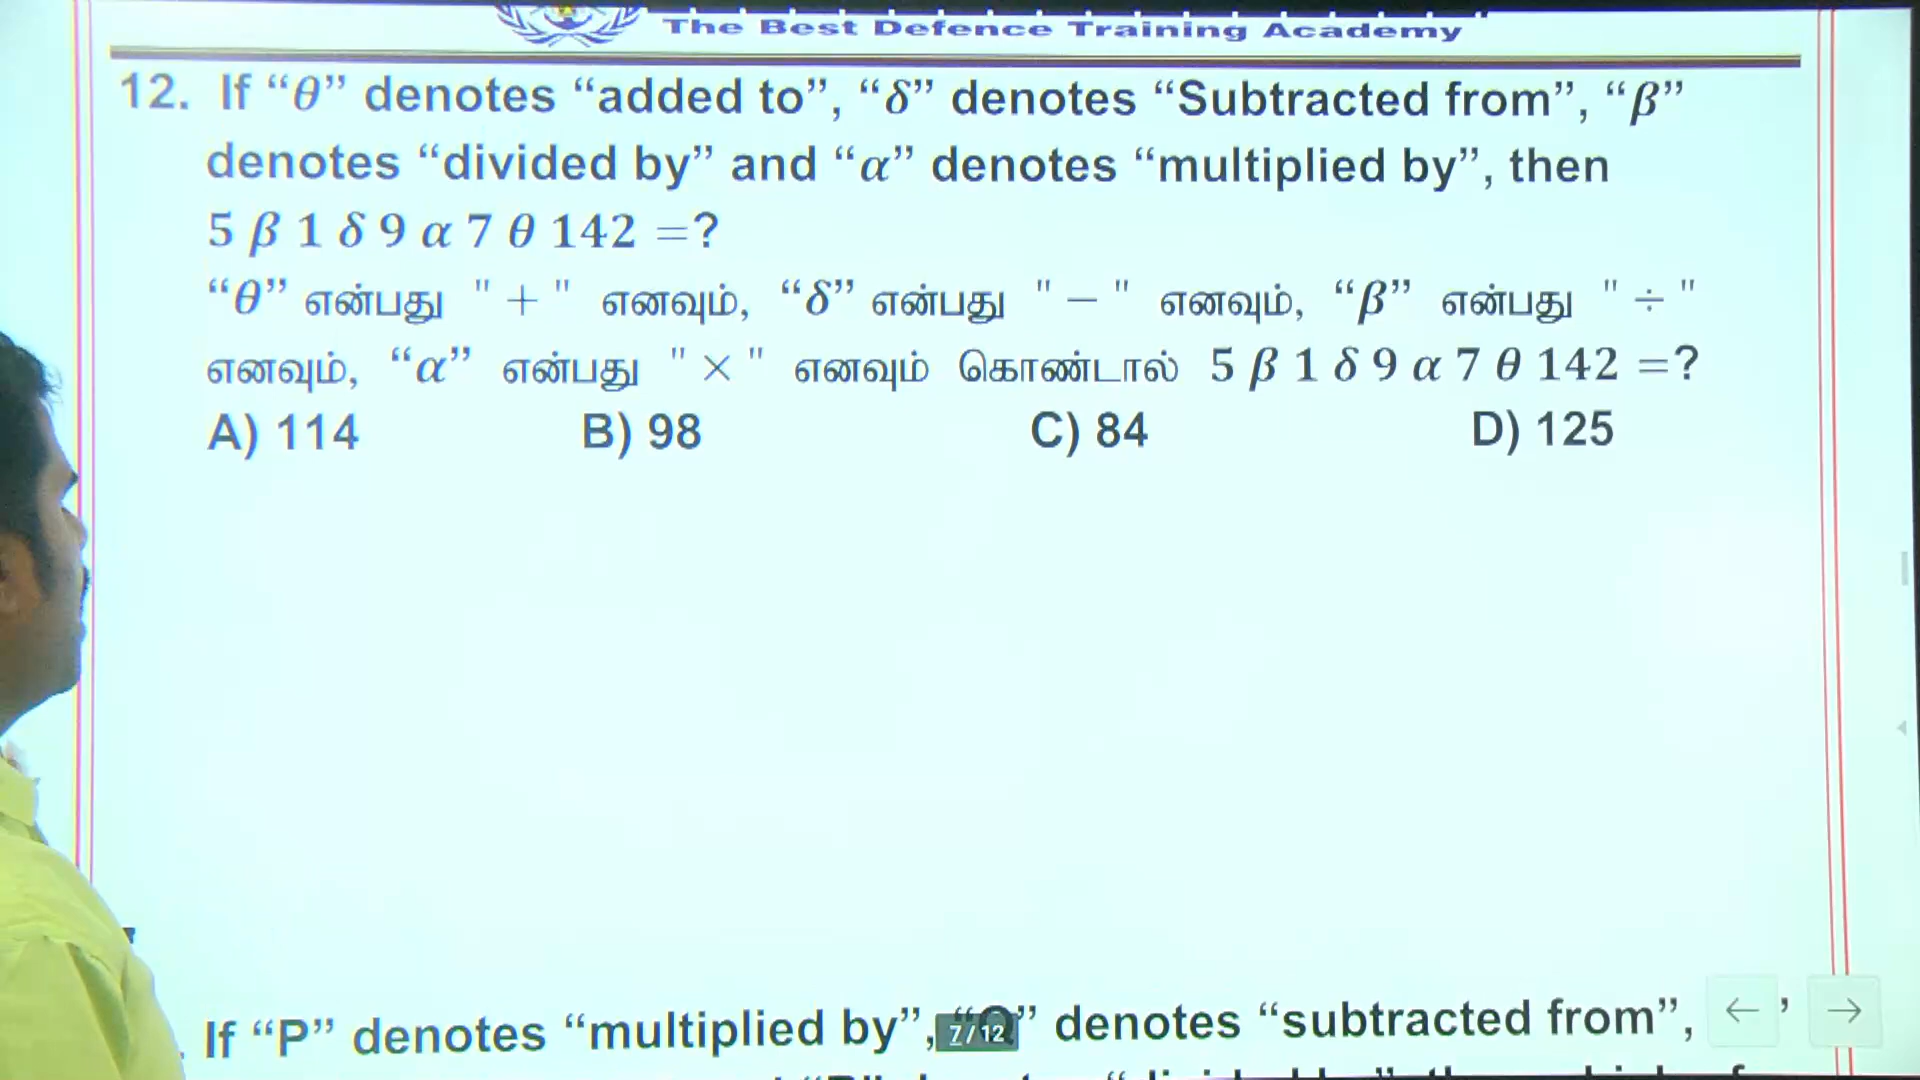 The Best Defence Training Academy
12. If “θ” denotes “added to”, “δ” denotes “Subtracted from”, “β”
denotes “divided by” and “α” denotes “multiplied by”, then
5 β 1 δ 9 α 7 θ 142 =?
“θ” என்பது " + " எனவும், “δ” என்பது " − " எனவும், “β” என்பது " ÷ "
எனவும், “α” என்பது " × " எனவும் கொண்டால் 5 β 1 δ 9 α 7 θ 142 =?
A) 114 B) 98 C) 84 D) 125
If “P” denotes “multiplied by”, “Q” denotes “subtracted from”,
7/12